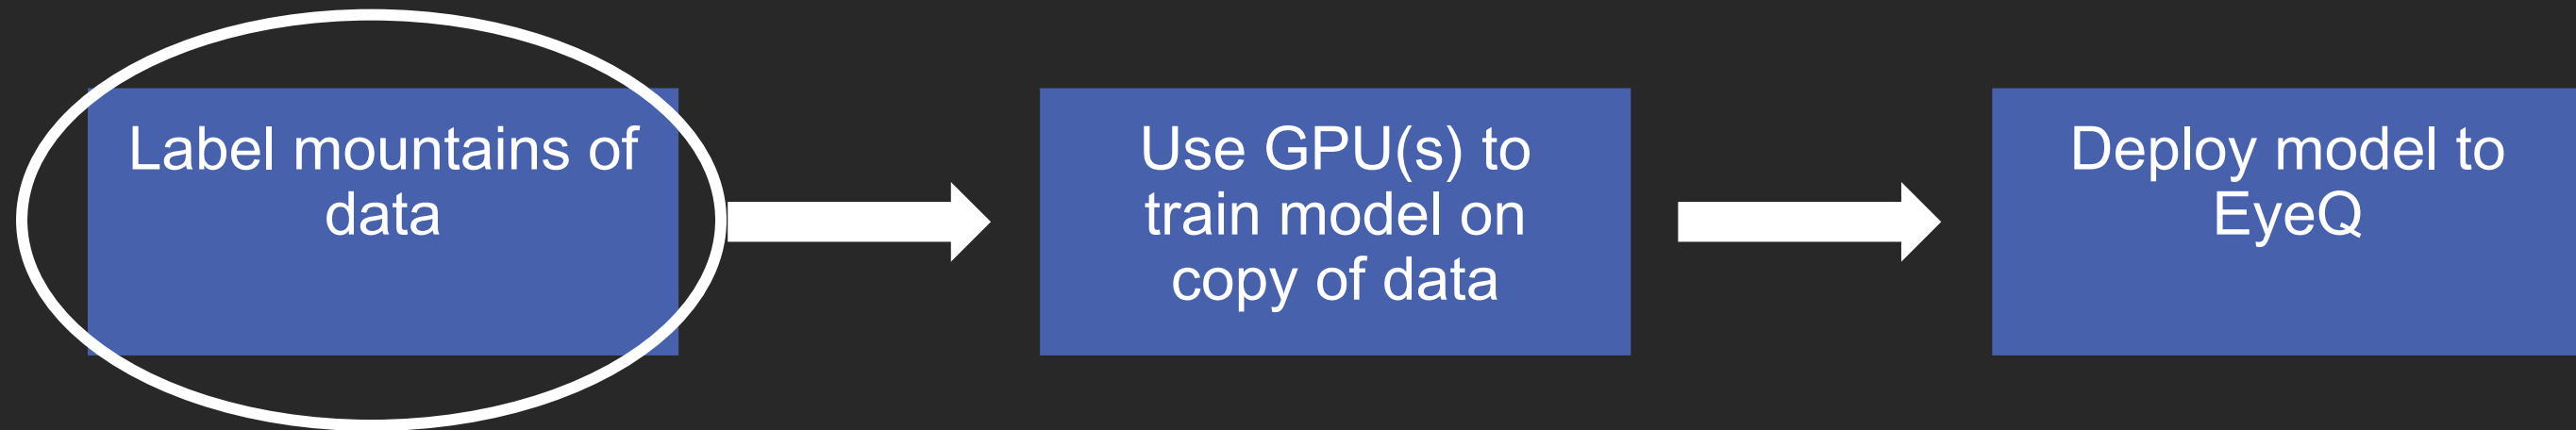 Label mountains of
data
Use GPU(s) to
train model on
copy of data
Deploy model to
EyeQ